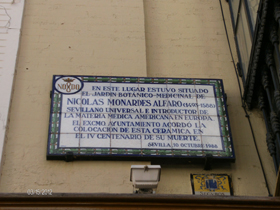 NO8DO
EN ESTE LUGAR ESTUVO SITUADO
EL JARDIN BOTANICO-MEDICINAL DE
NICOLAS MONARDES ALFARO (1493-1588)
SEVILLANO UNIVERSAL E INTRODUCTOR DE
LA MATERIA MEDICA AMERICANA EN EUROPA.
EL EXCMO AYUNTAMIENTO ACORDO LA
COLOCACION DE ESTA CERAMICA EN
EL IV CENTENARIO DE SU MUERTE.
SEVILLA, 10 OCTUBRE 1988